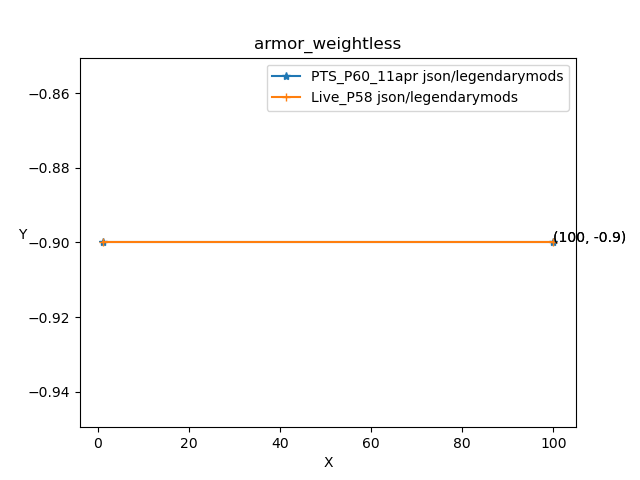 armor_weightless
PTS_P60_11apr json/legendarymods
Live_P58 json/legendarymods
−0.86
−0.88
Y
−0.90
(100, -0.9)
−0.92
−0.94
0
20
40
60
80
100
X